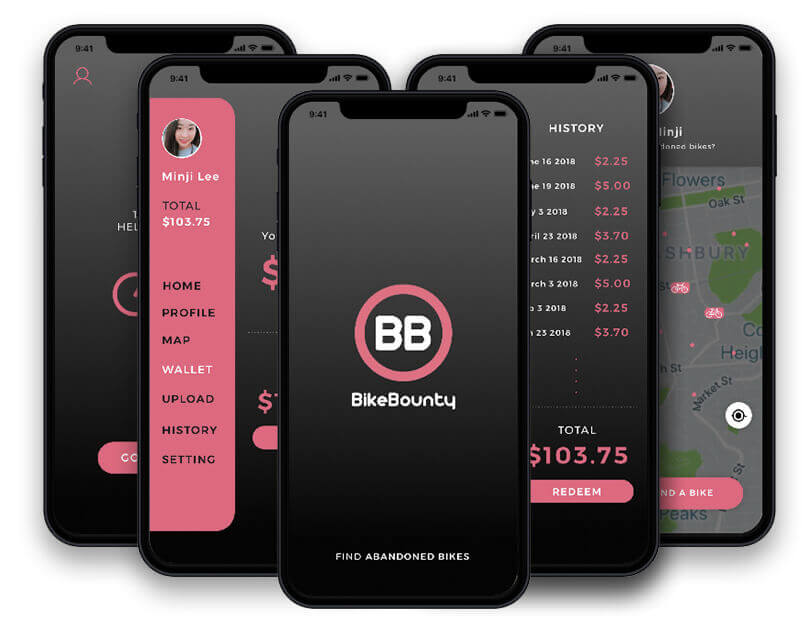 9:41
HEL
GO
9:41
Minji Lee
TOTAL
$103.75
HOME
PROFILE
MAP
WALLET
UPLOAD
HISTORY
SETTING
Yo
$
$
9:41
BB
BikeBounty
FIND ABANDONED BIKES
9:41
HISTORY
ne 16 2018 $2.25
ne 19 2018 $5.00
y 3 2018 $2.25
ril 23 2018 $3.70
rch 16 2018 $2.25
rch 3 2018 $5.00
3 2018 $2.25
23 2018 $3.70
TOTAL
$103.75
REDEEM
9:41
inji
doned bikes?
Flowers
Oak St
SHBURY
St
Co
Heigh
h St
Market St
St
ND A BIKE
Peaks